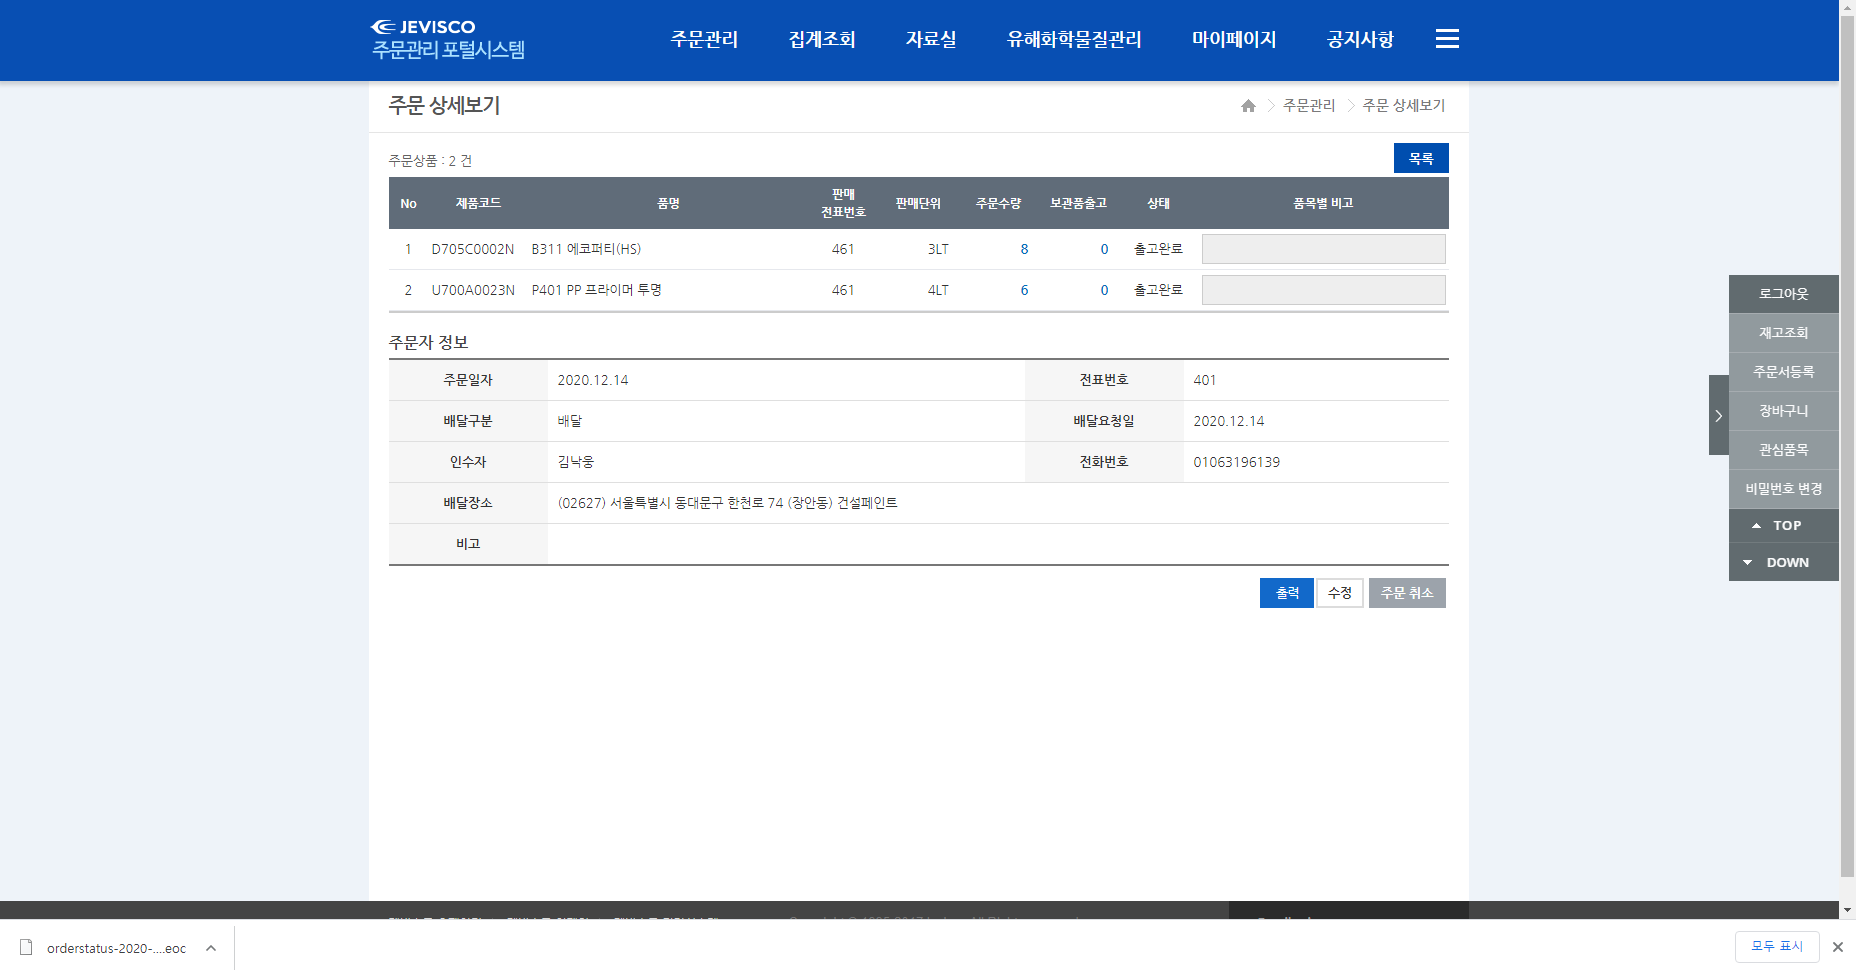 JEVISCO
주문관리 포털시스템
주문관리 집계조회 자료실 유해화학물질관리 마이페이지 공지사항
주문 상세보기
주문관리 주문 상세보기
주문상품 : 2 건
목록
No 제품코드 품명 판매 전표번호 판매단위 주문수량 보관품출고 상태 품목별 비고
1 D705C0002N B311 에코퍼티(HS) 461 3LT 8 0 출고완료
2 U700A0023N P401 PP 프라이머 투명 461 4LT 6 0 출고완료
주문자 정보
주문일자 2020.12.14 전표번호 401
배달구분 배달 배달요청일 2020.12.14
인수자 김낙웅 전화번호 01063196139
배달장소 (02627) 서울특별시 동대문구 한천로 74 (장안동) 건설페인트
비고
출력 수정 주문 취소
로그아웃
재고조회
주문서등록
장바구니
관심품목
비밀번호 변경
TOP
DOWN
orderstatus-2020-....eoc
모두 표시